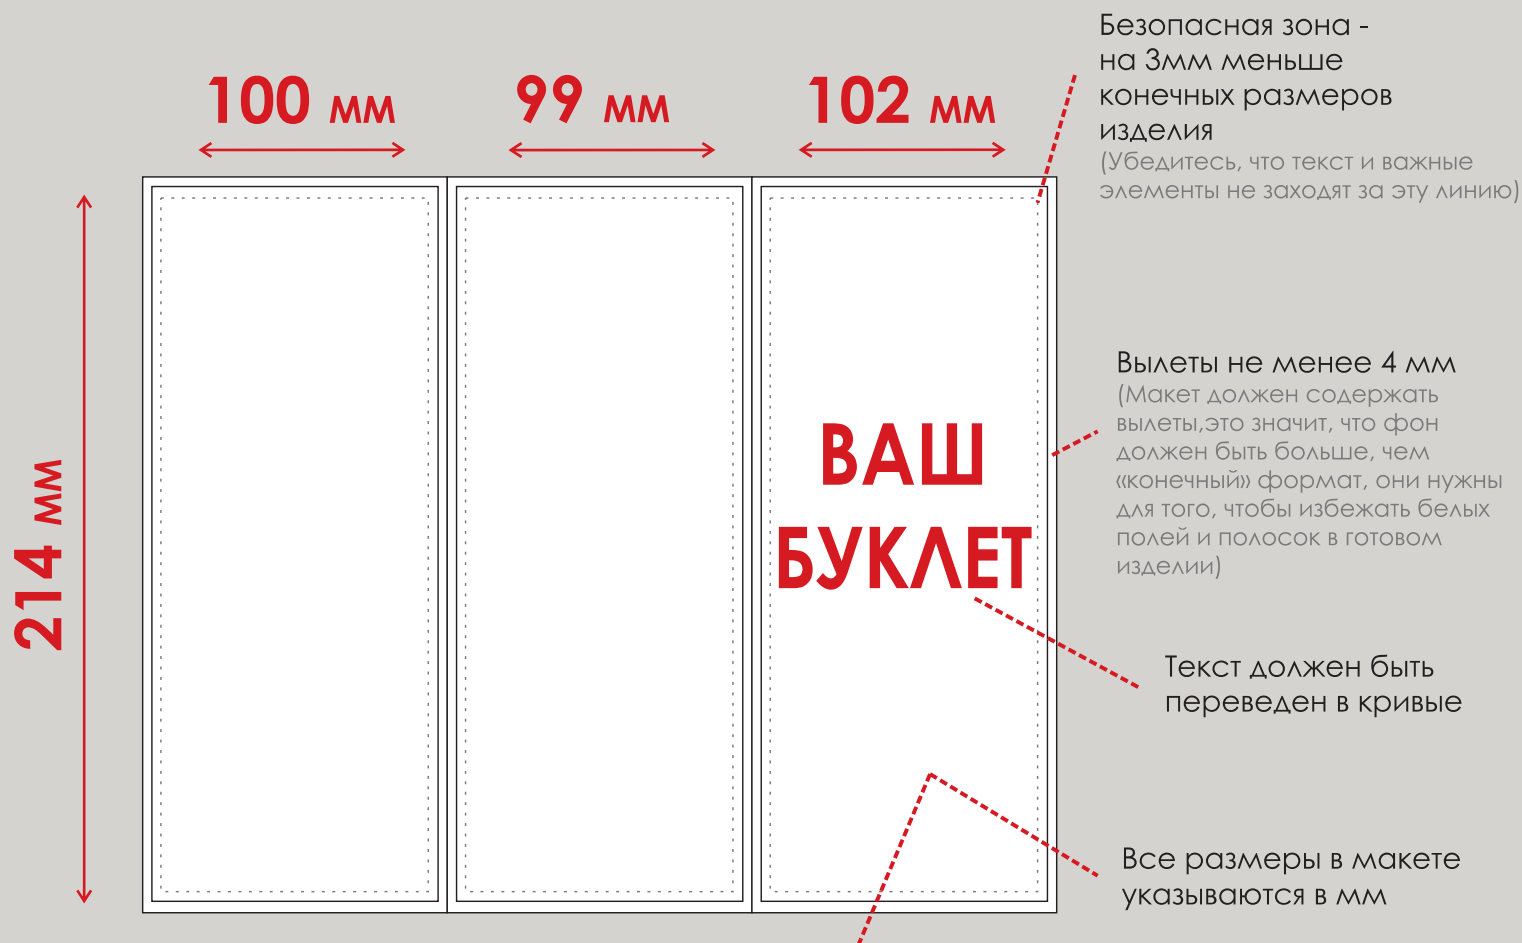 Безопасная зона -
на 3мм меньше
конечных размеров
изделия
(Убедитесь, что текст и важные
элементы не заходят за эту линию)
100 мм
99 мм
102 мм
214 мм
Вылеты не менее 4 мм
(Макет должен содержать
вылеты,это значит, что фон
должен быть больше, чем
«конечный» формат, они нужны
для того, чтобы избежать белых
полей и полосок в готовом
изделии)
ВАШ
БУКЛЕТ
Текст должен быть
переведен в кривые
Все размеры в макете
указываются в мм